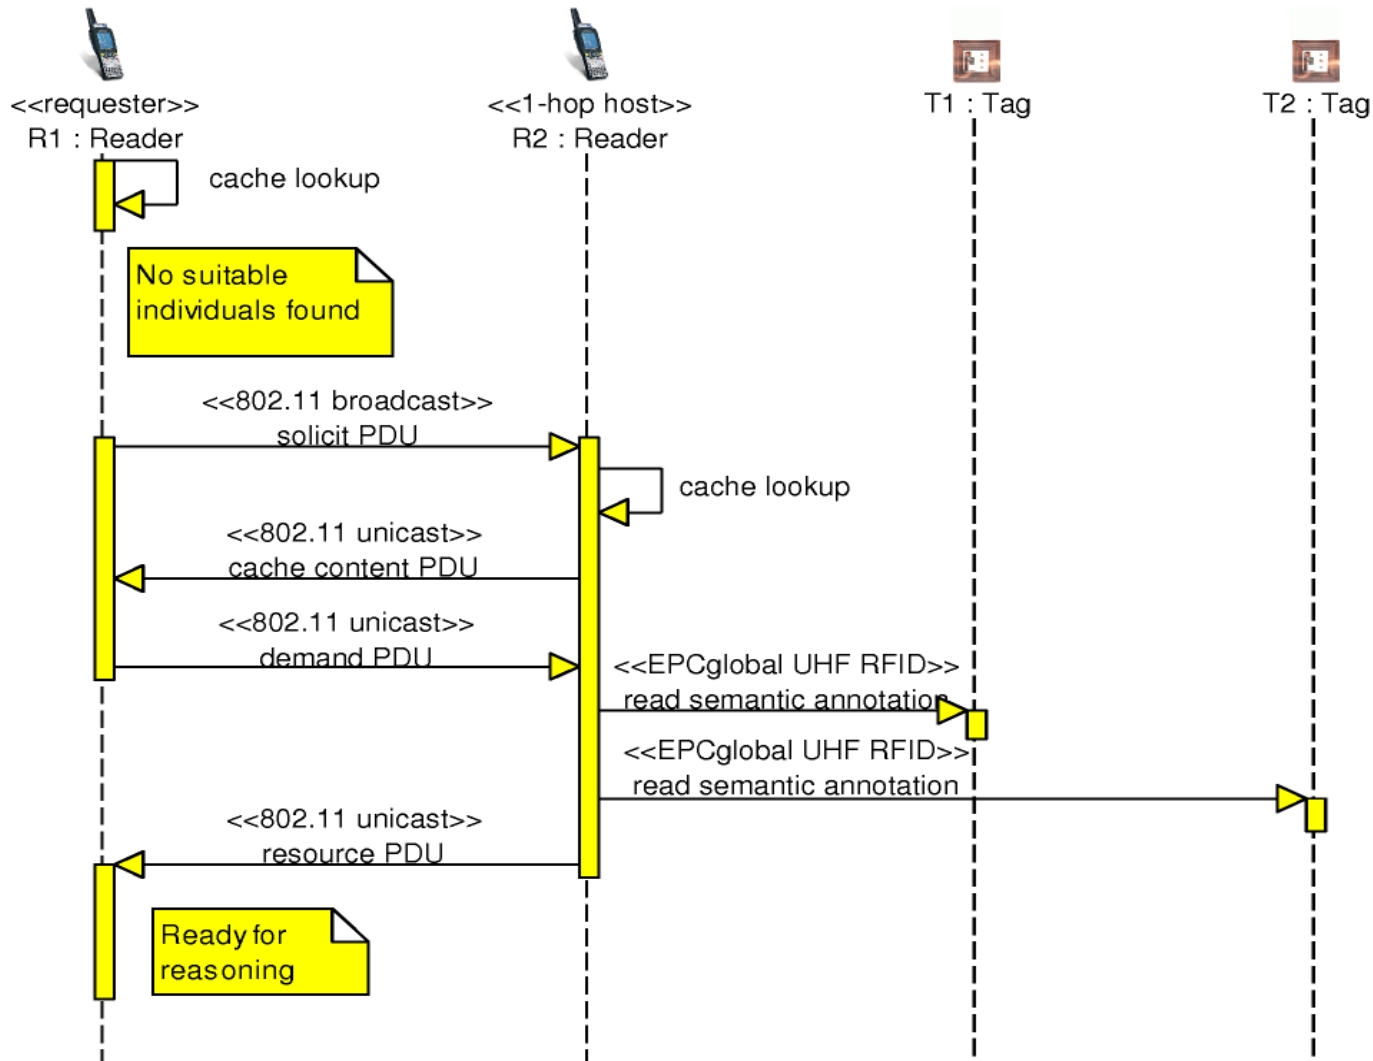 <<requester>>
R1 : Reader
<<1-hop host>>
R2 : Reader
T1 : Tag
T2 : Tag
cache lookup
No suitable
individuals found
<<802.11 broadcast>>
solicit PDU
cache lookup
<<802.11 unicast>>
cache content PDU
<<802.11 unicast>>
demand PDU
<<EPCglobal UHF RFID>>
read semantic annotation
<<EPCglobal UHF RFID>>
read semantic annotation
<<802.11 unicast>>
resource PDU
Ready for
reasoning